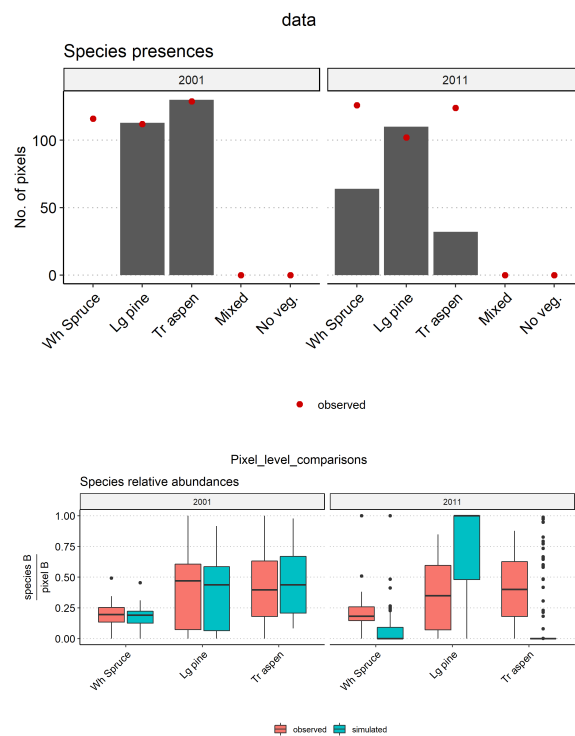 data
Species presences
2001 2011
No. of pixels
100
50
0
Wh Spruce Lg pine Tr aspen Mixed No veg. Wh Spruce Lg pine Tr aspen Mixed No veg.
observed
Pixel_level_comparisons
Species relative abundances
2001 2011
species B
pixel B
1.00
0.75
0.50
0.25
0.00
Wh Spruce Lg pine Tr aspen Wh Spruce Lg pine Tr aspen
observed simulated